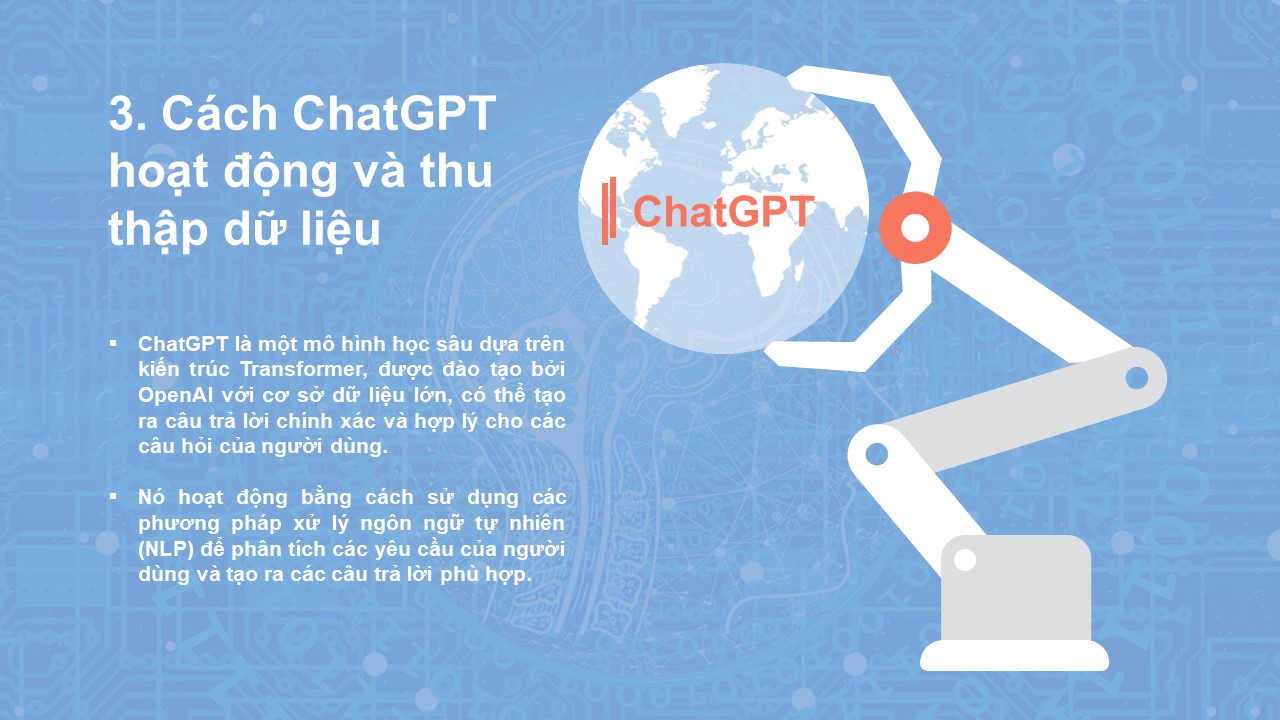 3. Cách ChatGPT
hoạt động và thu
thập dữ liệu
ChatGPT
▪ ChatGPT là một mô hình học sâu dựa trên
kiến trúc Transformer, được đào tạo bởi
OpenAI với cơ sở dữ liệu lớn, có thể tạo
ra câu trả lời chính xác và hợp lý cho các
câu hỏi của người dùng.
▪ Nó hoạt động bằng cách sử dụng các
phương pháp xử lý ngôn ngữ tự nhiên
(NLP) để phân tích các yêu cầu của người
dùng và tạo ra các câu trả lời phù hợp.